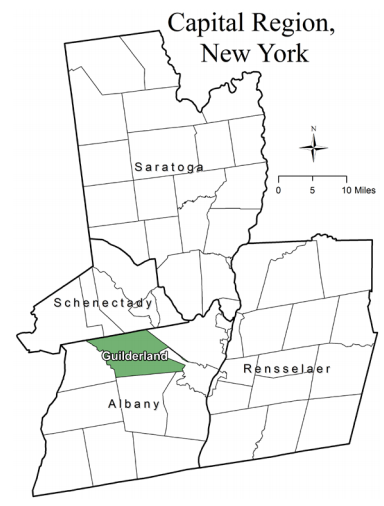 Capital Region,
New York
N
0 5 10 Miles
Saratoga
Schenectady
Guilderland
Rensselaer
Albany